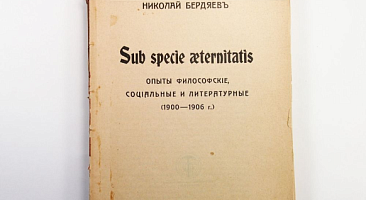 НИКОЛАЙ БЕРДЯЕВЪ
Sub specie æternitatis
ОПЫТЫ ФИЛОСОФСКІЕ,
СОЦІАЛЬНЫЕ И ЛИТЕРАТУРНЫЕ
(1900—1906 г.)